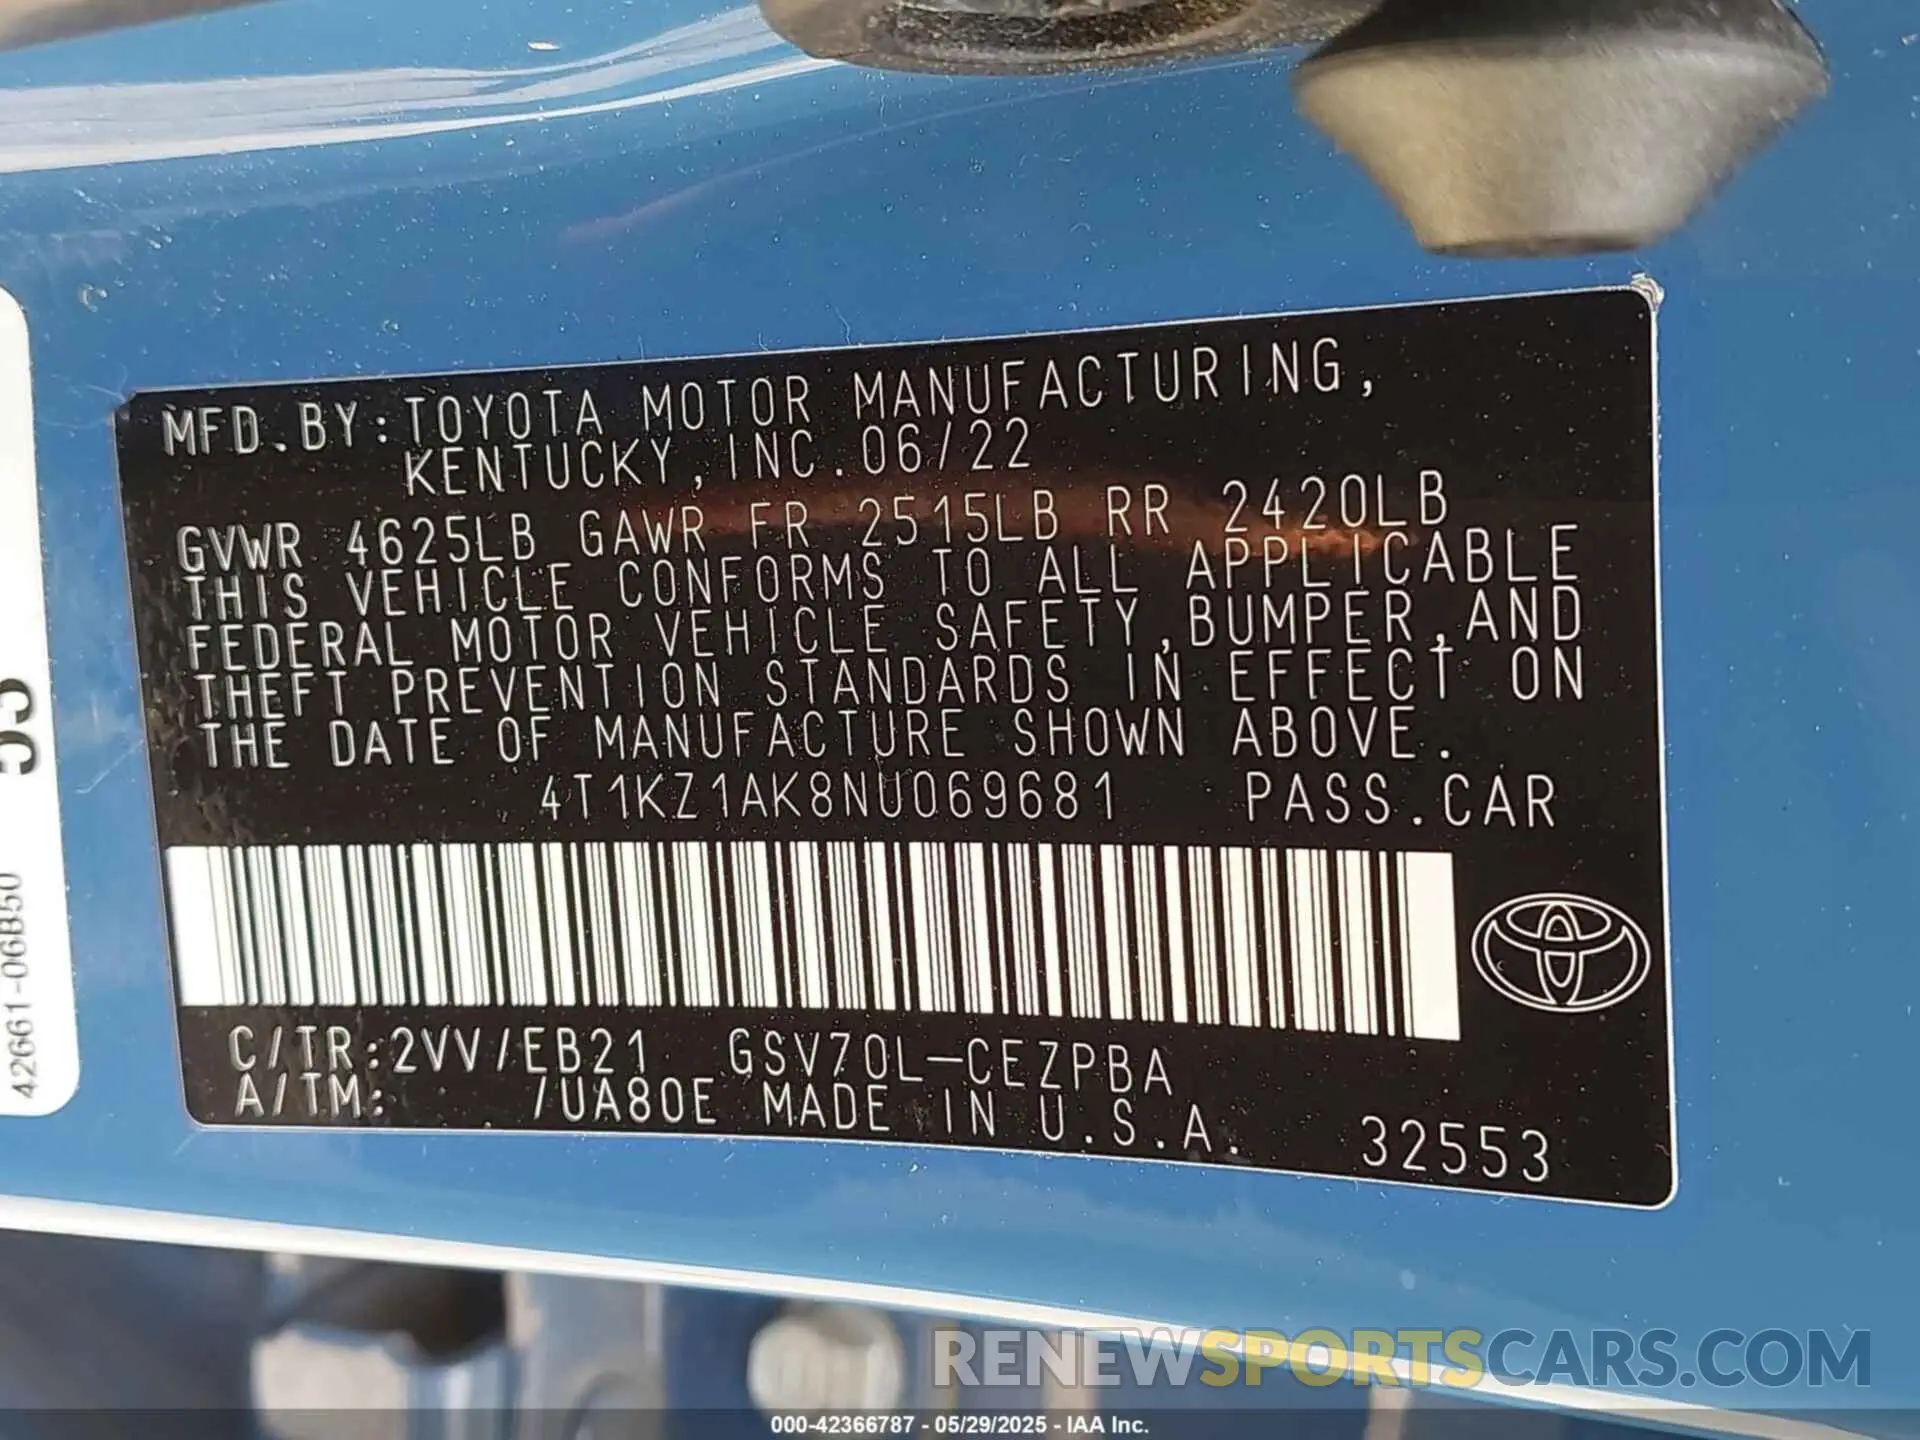 MFD.BY:TOYOTA MOTOR MANUFACTURING,
KENTUCKY,INC.06/22
GVWR 4625LB GAWR FR 2515LB RR 2420LB
THIS VEHICLE CONFORMS TO ALL APPLICABLE
FEDERAL MOTOR VEHICLE SAFETY,BUMPER,AND
THEFT PREVENTION STANDARDS IN EFFECT ON
THE DATE OF MANUFACTURE SHOWN ABOVE.
4T1KZ1AK8NU069681 PASS.CAR
C/TR:2VV/EB21 GSV70L-CEZPBA
A/TM: /UA80E MADE IN U.S.A.
32553
42661-06B50
RENEWSPORTSCARS.COM
000-42366787 - 05/29/2025 - IAA Inc.